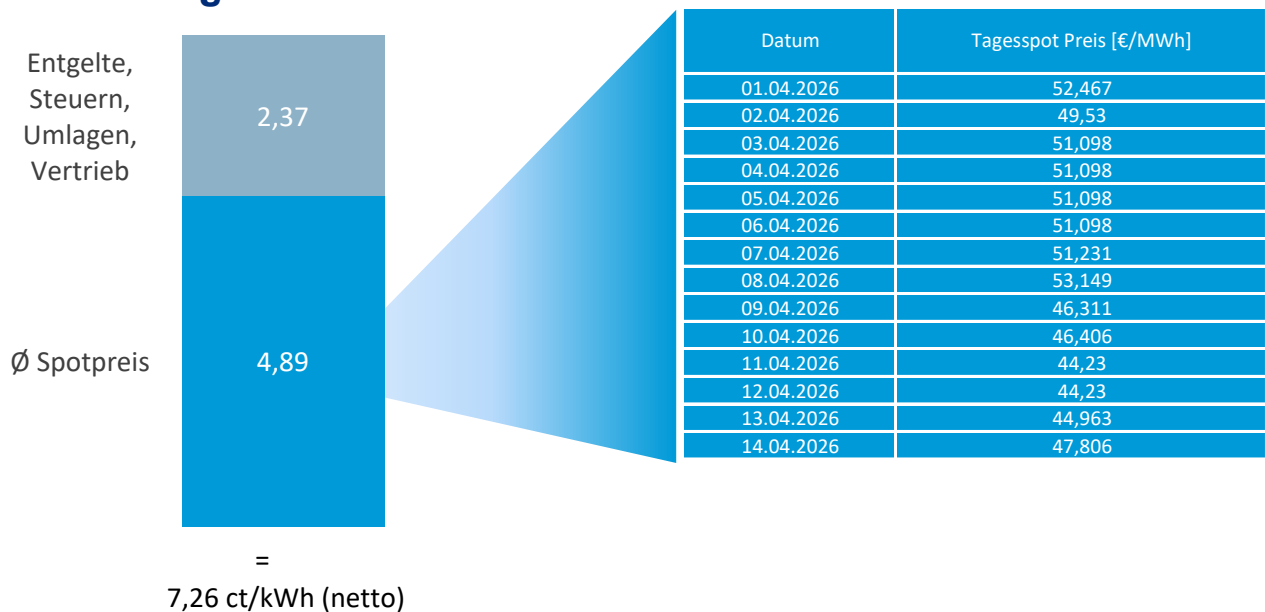 Entgelte,
Steuern,
Umlagen,
Vertrieb
2,37
Ø Spotpreis
4,89
=
7,26 ct/kWh (netto)
Datum Tagesspot Preis [€/MWh]
01.04.2026 52,467
02.04.2026 49,53
03.04.2026 51,098
04.04.2026 51,098
05.04.2026 51,098
06.04.2026 51,098
07.04.2026 51,231
08.04.2026 53,149
09.04.2026 46,311
10.04.2026 46,406
11.04.2026 44,23
12.04.2026 44,23
13.04.2026 44,963
14.04.2026 47,806